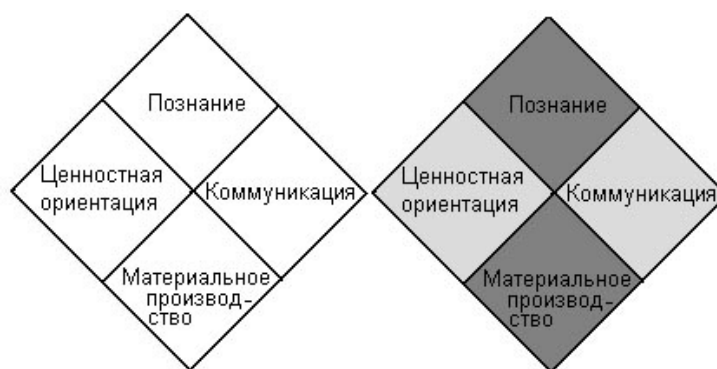 Познание
Ценностная
ориентация
Коммуникация
Материальное
производ-
ство
Познание
Ценностная
ориентация
Коммуникация
Материальное
производ-
ство